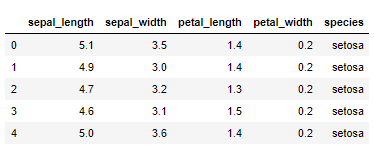 sepal_length sepal_width petal_length petal_width species
0 5.1 3.5 1.4 0.2 setosa
1 4.9 3.0 1.4 0.2 setosa
2 4.7 3.2 1.3 0.2 setosa
3 4.6 3.1 1.5 0.2 setosa
4 5.0 3.6 1.4 0.2 setosa